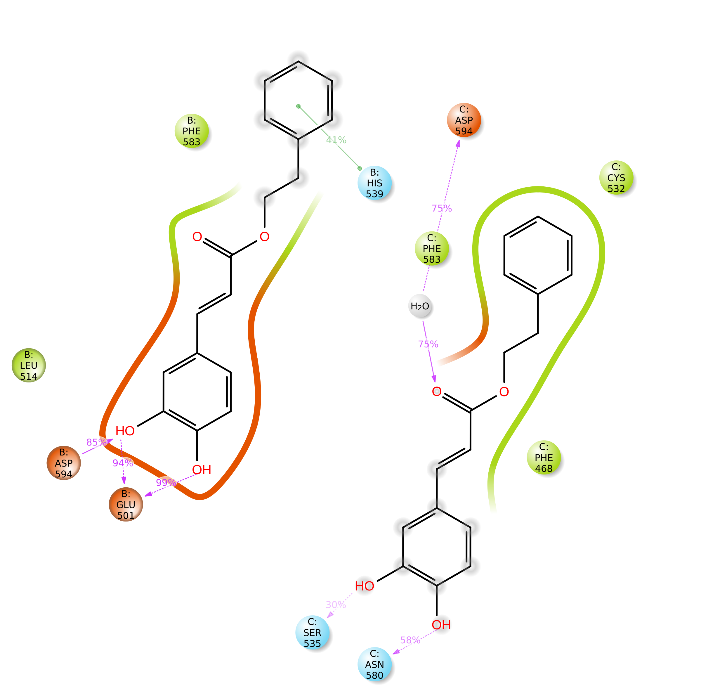 B:
PHE
583
41%
B:
HIS
539
O
O
B:
LEU
514
HO
85%
B:
ASP
594
94%
OH
99%
B:
GLU
501
C:
ASP
594
C:
CYS
532
75%
C:
PHE
583
H₂O
75%
O
O
C:
PHE
468
HO
30%
C:
SER
535
OH
58%
C:
ASN
580